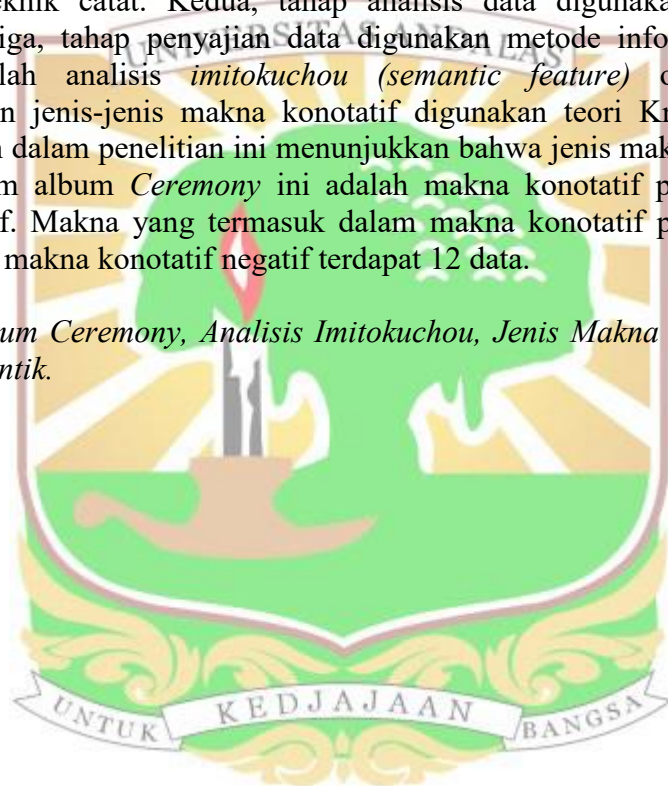 teknik catat. Kedua, tahap analisis data digunaka
iga, tahap penyajian data digunakan metode info
lah analisis imitokuchou (semantic feature) o
n jenis-jenis makna konotatif digunakan teori Kr
dalam penelitian ini menunjukkan bahwa jenis mak
m album Ceremony ini adalah makna konotatif p
f. Makna yang termasuk dalam makna konotatif p
makna konotatif negatif terdapat 12 data.
um Ceremony, Analisis Imitokuchou, Jenis Makna
ntik.
UNIVERSITAS ANDALAS
UNTUK KEDJAJAAN BANGSA